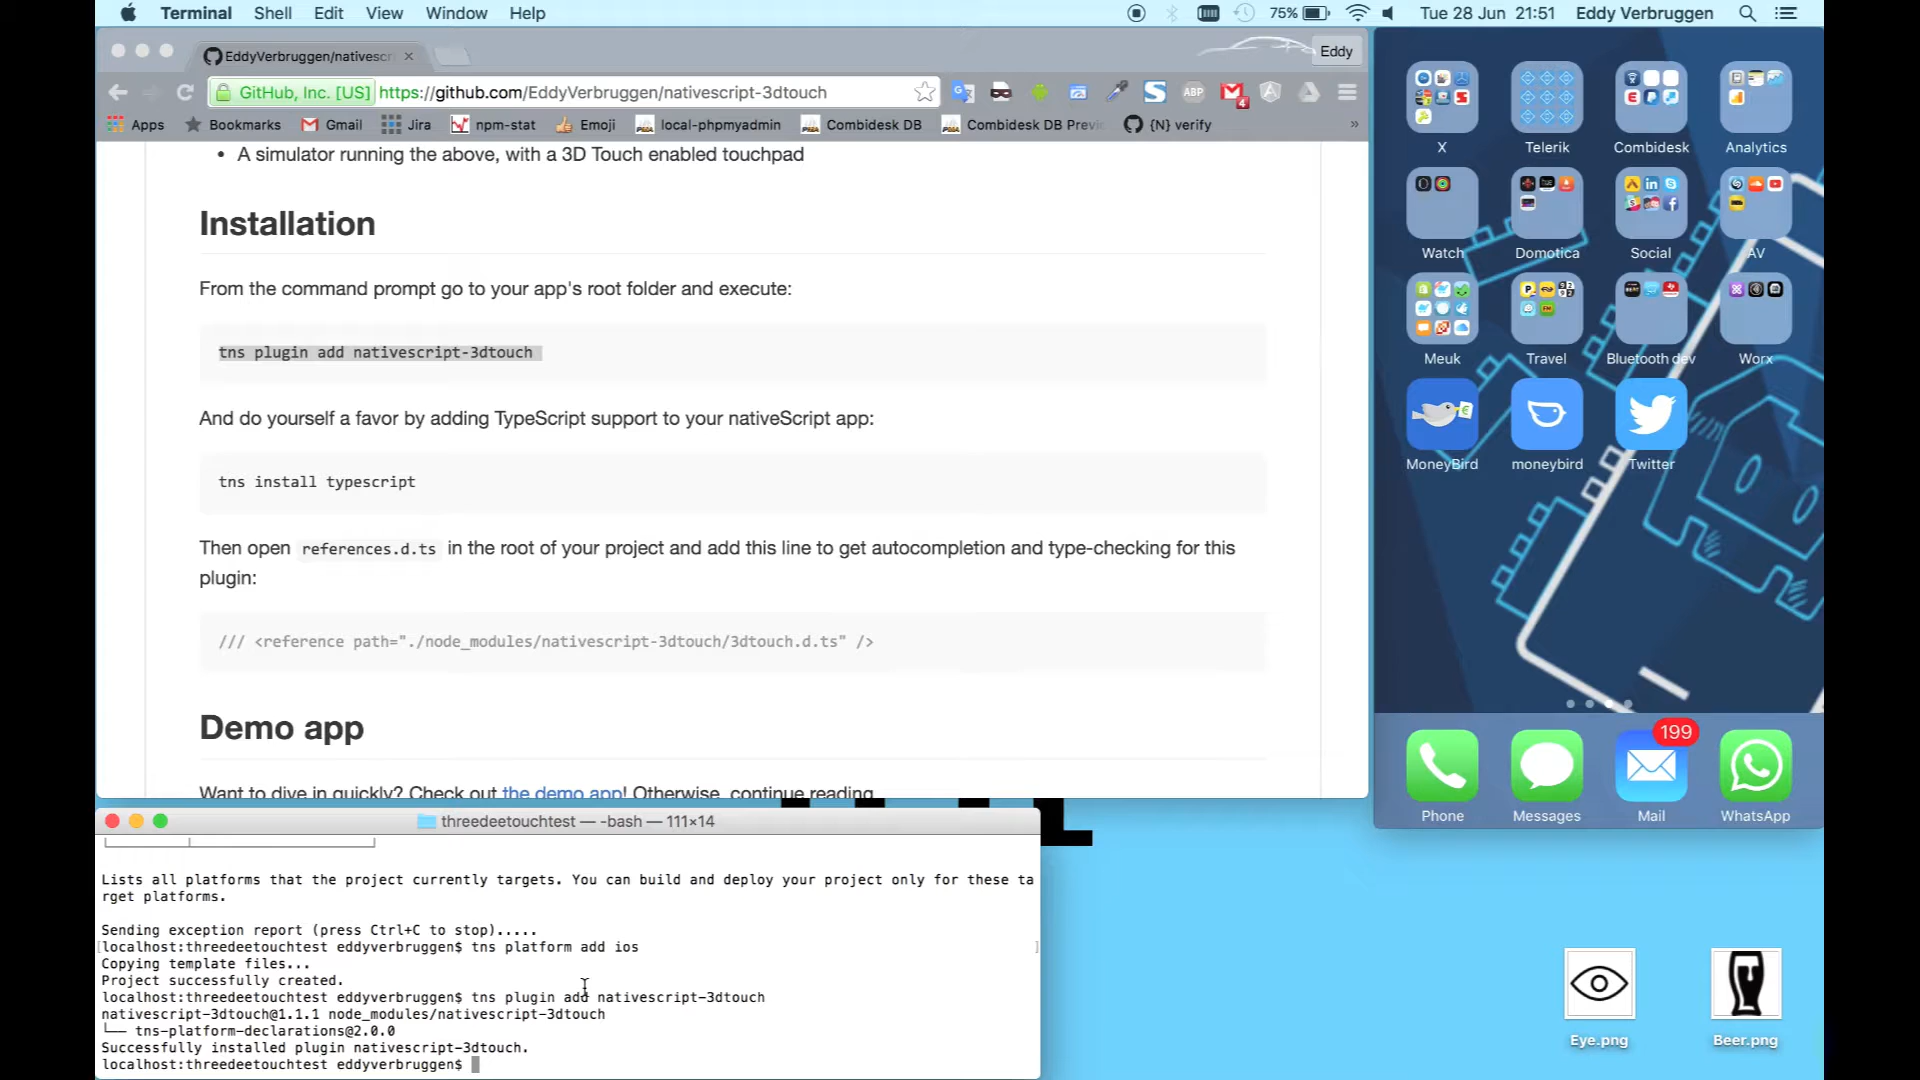 Terminal Shell Edit View Window Help
75% Tue 28 Jun 21:51 Eddy Verbruggen
EddyVerbruggen/nativescr
Eddy
GitHub, Inc. [US] https://github.com/EddyVerbruggen/nativescript-3dtouch
ABP
4
Apps Bookmarks Gmail Jira npm-stat Emoji local-phpmyadmin Combidesk DB Combidesk DB Previ {N} verify »
• A simulator running the above, with a 3D Touch enabled touchpad
Installation
From the command prompt go to your app's root folder and execute:
tns plugin add nativescript-3dtouch
And do yourself a favor by adding TypeScript support to your nativeScript app:
tns install typescript
Then open references.d.ts in the root of your project and add this line to get autocompletion and type-checking for this
plugin:
/// <reference path="./node_modules/nativescript-3dtouch/3dtouch.d.ts" />
Demo app
Want to dive in quickly? Check out the demo app! Otherwise, continue reading.
X Telerik Combidesk Analytics
Watch Domotica Social AV
Meuk Travel Bluetooth dev Worx
MoneyBird moneybird Twitter
199
Phone Messages Mail WhatsApp
threedeetouchtest — -bash — 111×14
Lists all platforms that the project currently targets. You can build and deploy your project only for these ta
rget platforms.
Sending exception report (press Ctrl+C to stop).....
[localhost:threedeetouchtest eddyverbruggen$ tns platform add ios ]
Copying template files...
Project successfully created.
localhost:threedeetouchtest eddyverbruggen$ tns plugin add nativescript-3dtouch
nativescript-3dtouch@1.1.1 node_modules/nativescript-3dtouch
└── tns-platform-declarations@2.0.0
Successfully installed plugin nativescript-3dtouch.
localhost:threedeetouchtest eddyverbruggen$
Eye.png Beer.png